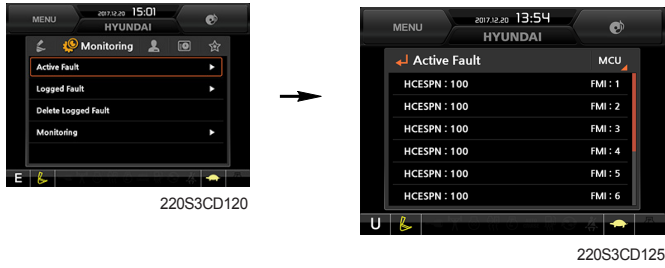 MENU
2017.12.20 15:01
HYUNDAI
Monitoring
Active Fault
Logged Fault
Delete Logged Fault
Monitoring
E
220S3CD120
MENU
2017.12.20 13:54
HYUNDAI
Active Fault MCU
HCESPN : 100 FMI : 1
HCESPN : 100 FMI : 2
HCESPN : 100 FMI : 3
HCESPN : 100 FMI : 4
HCESPN : 100 FMI : 5
HCESPN : 100 FMI : 6
U
220S3CD125